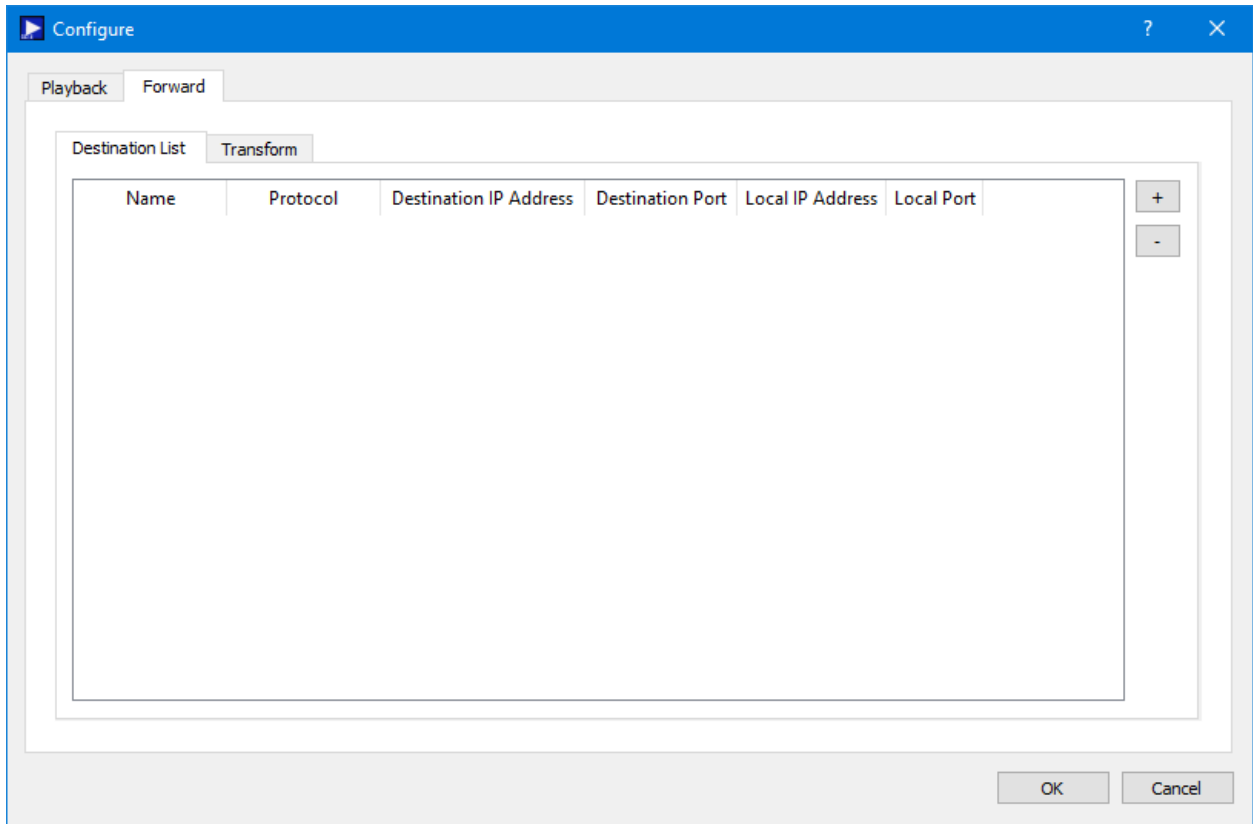 Configure ?
Playback Forward
Destination List Transform
Name Protocol Destination IP Address Destination Port Local IP Address Local Port +
-
OK Cancel